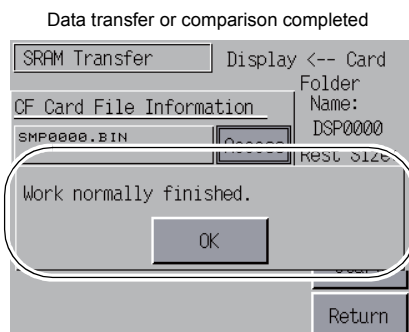 Data transfer or comparison completed
SRAM Transfer
Display <-- Card
Folder
Name:
DSP0000
CF Card File Information
SMP0000.BIN
Access
Rest Size
Work normally finished.
OK
Return